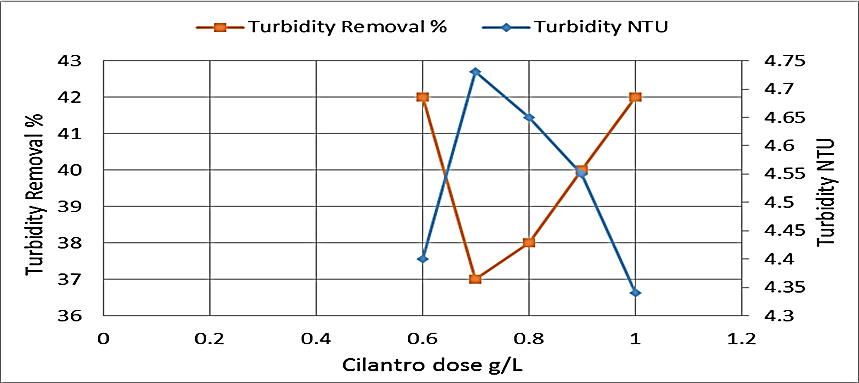 Turbidity Removal % Turbidity NTU
43 4.75
42 4.7
41 4.65
40 4.6
39 4.55
38 4.5
37 4.45
36 4.4
4.35
4.3
Turbidity Removal %
Turbidity NTU
0 0.2 0.4 0.6 0.8 1 1.2
Cilantro dose g/L